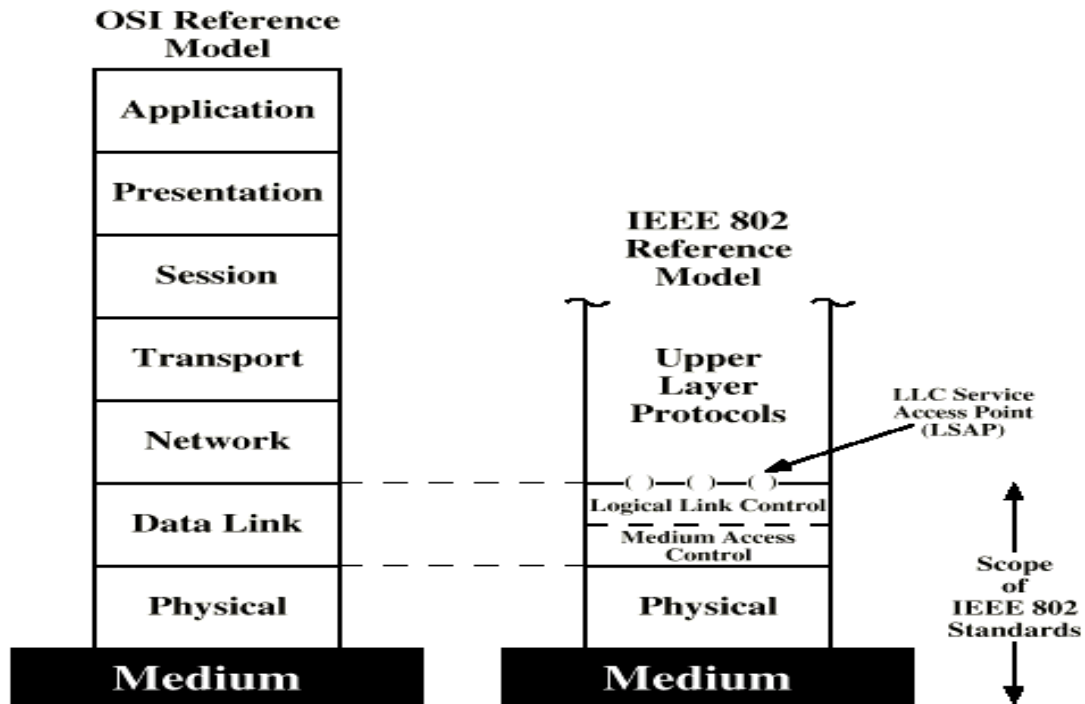 OSI Reference
Model
Application
Presentation
Session
Transport
Network
Data Link
Physical
Medium
IEEE 802
Reference
Model
Upper
Layer
Protocols
LLC Service
Access Point
(LSAP)
Logical Link Control
Medium Access
Control
Physical
Medium
Scope
of
IEEE 802
Standards